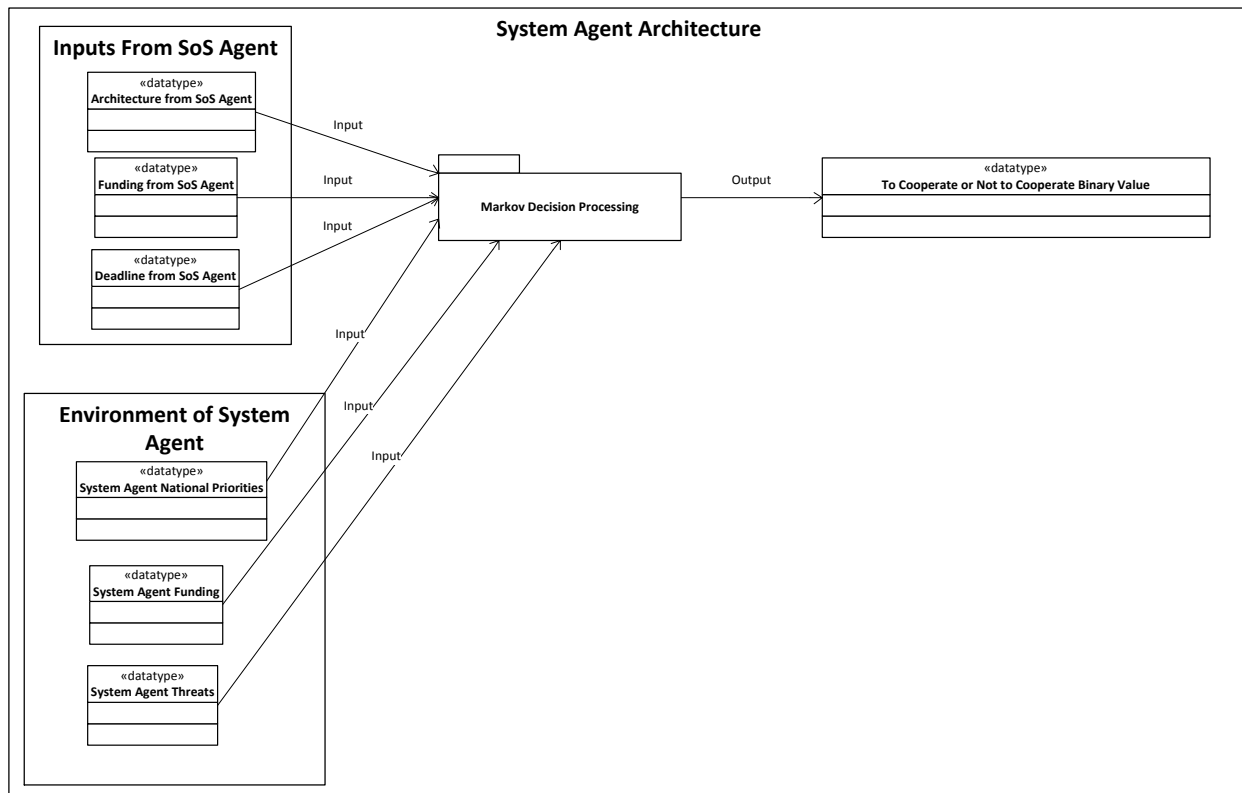 System Agent Architecture
Inputs From SoS Agent
«datatype»
Architecture from SoS Agent
«datatype»
Funding from SoS Agent
«datatype»
Deadline from SoS Agent
Input
Input
Input
Markov Decision Processing
Output
«datatype»
To Cooperate or Not to Cooperate Binary Value
Input
Input
Input
Environment of System
Agent
«datatype»
System Agent National Priorities
«datatype»
System Agent Funding
«datatype»
System Agent Threats